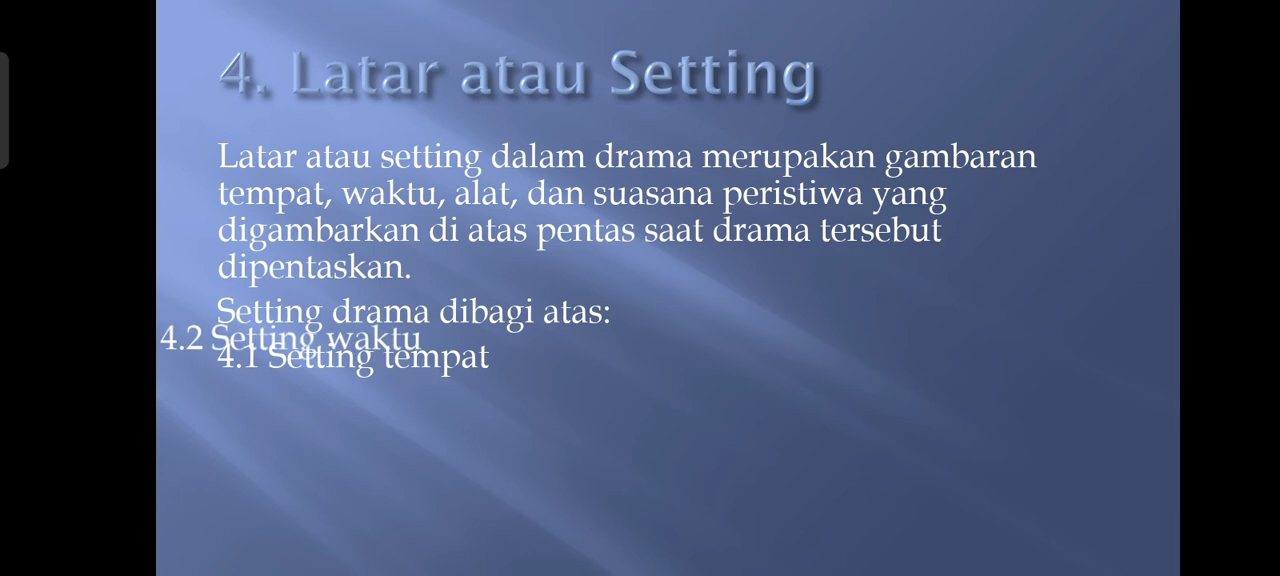 4. Latar atau Setting
Latar atau setting dalam drama merupakan gambaran
tempat, waktu, alat, dan suasana peristiwa yang
digambarkan di atas pentas saat drama tersebut
dipentaskan.
Setting drama dibagi atas:
4.2 Setting waktu
4.1 Setting tempat